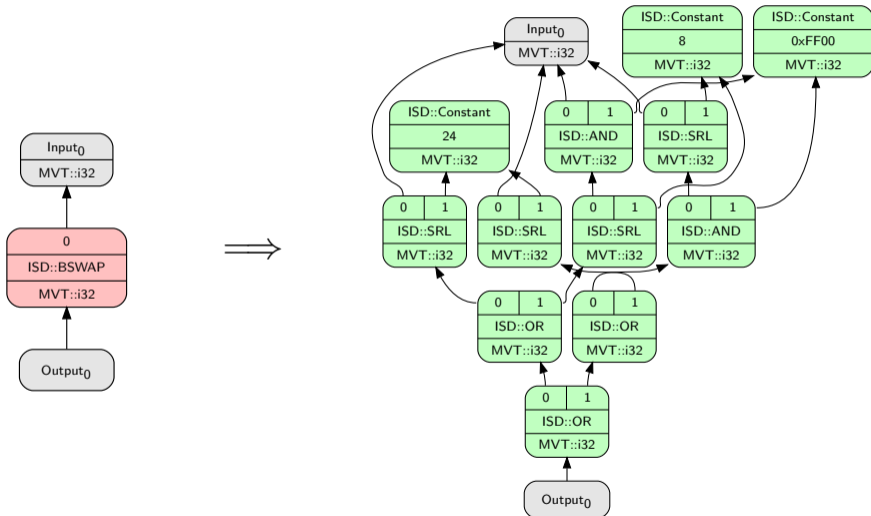 Input0
MVT::i32
0
ISD::BSWAP
MVT::i32
Output0
⟹
Input0
MVT::i32
ISD::Constant
8
MVT::i32
ISD::Constant
0xFF00
MVT::i32
ISD::Constant
24
MVT::i32
0 1
ISD::AND
MVT::i32
0 1
ISD::SRL
MVT::i32
0 1
ISD::SRL
MVT::i32
0 1
ISD::SRL
MVT::i32
0 1
ISD::SRL
MVT::i32
0 1
ISD::AND
MVT::i32
0 1
ISD::OR
MVT::i32
0 1
ISD::OR
MVT::i32
0 1
ISD::OR
MVT::i32
Output0